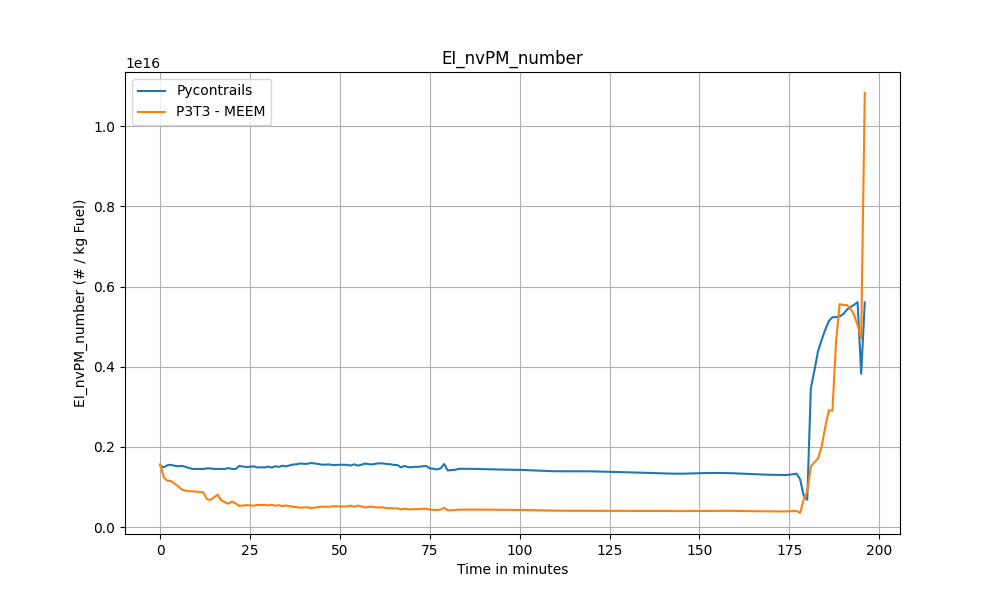 EI_nvPM_number
1e16
Pycontrails
P3T3 - MEEM
EI_nvPM_number (# / kg Fuel)
1.0
0.8
0.6
0.4
0.2
0.0
0 25 50 75 100 125 150 175 200
Time in minutes